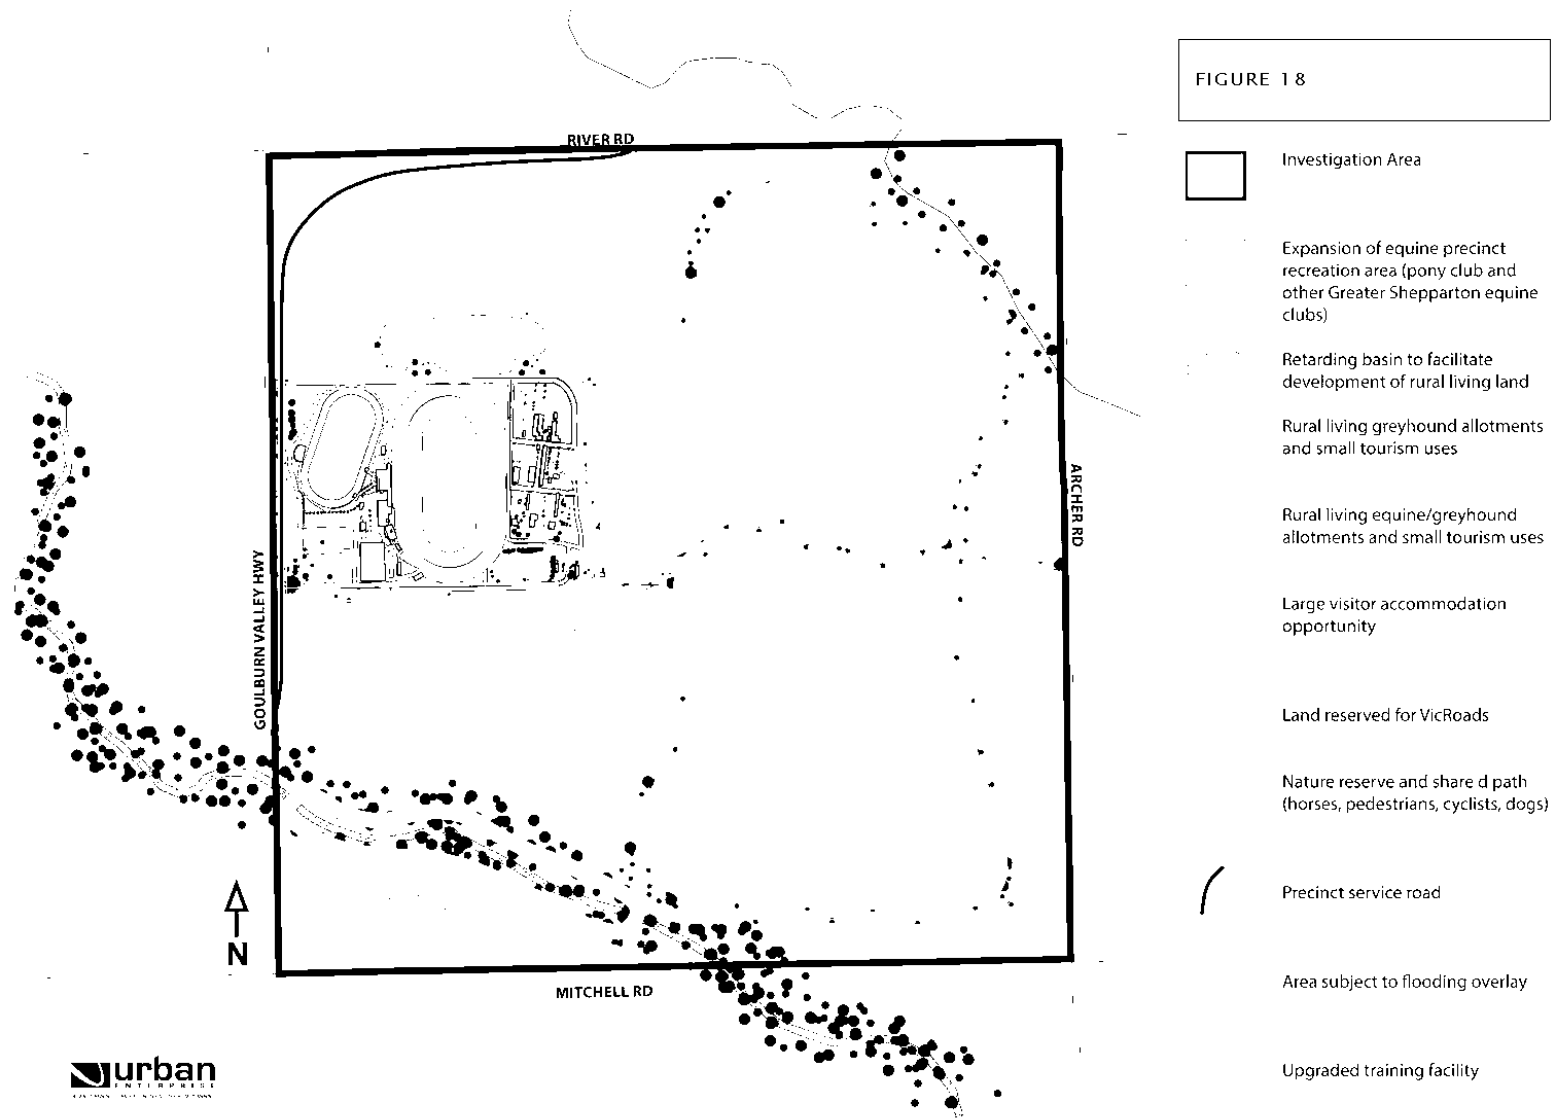 FIGURE 18
RIVER RD
Investigation Area
Expansion of equine precinct
recreation area (pony club and
other Greater Shepparton equine
clubs)
Retarding basin to facilitate
development of rural living land
Rural living greyhound allotments
and small tourism uses
ARCHER RD
Rural living equine/greyhound
allotments and small tourism uses
GOULBURN VALLEY HWY
Large visitor accommodation
opportunity
Land reserved for VicRoads
Nature reserve and share d path
(horses, pedestrians, cyclists, dogs)
Precinct service road
N
Area subject to flooding overlay
MITCHELL RD
Upgraded training facility
urban
ENTERPRISE